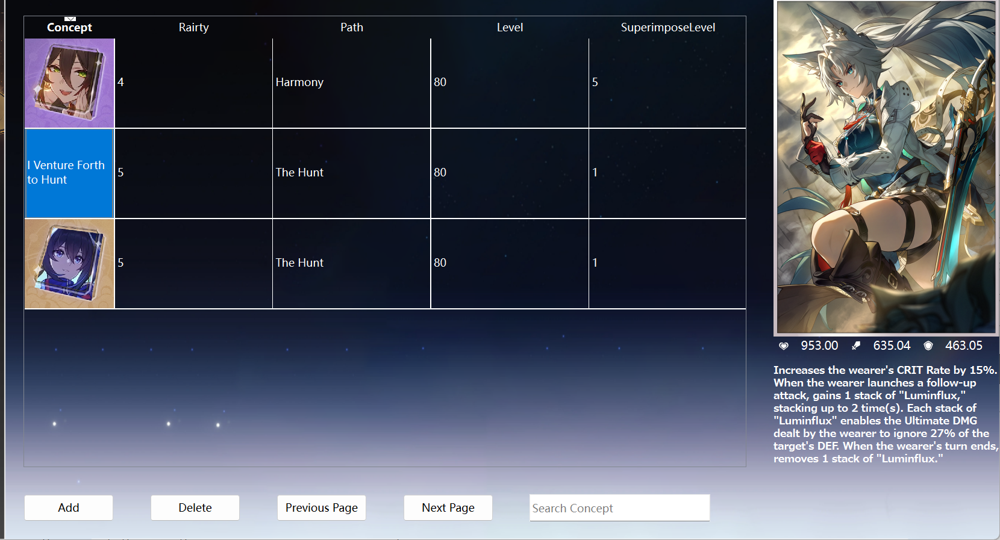 Concept Rairty Path Level SuperimposeLevel
4 Harmony 80 5
I Venture Forth
to Hunt
5 The Hunt 80 1
5 The Hunt 80 1
953.00 635.04 463.05
Increases the wearer's CRIT Rate by 15%.
When the wearer launches a follow-up
attack, gains 1 stack of "Luminflux,"
stacking up to 2 time(s). Each stack of
"Luminflux" enables the Ultimate DMG
dealt by the wearer to ignore 27% of the
target's DEF. When the wearer's turn ends,
removes 1 stack of "Luminflux."
Add Delete Previous Page Next Page Search Concept